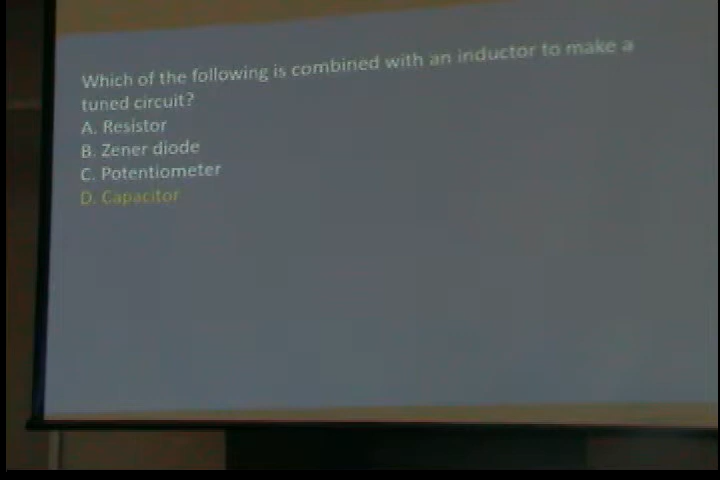 Which of the following is combined with an inductor to make a
tuned circuit?
A. Resistor
B. Zener diode
C. Potentiometer
D. Capacitor